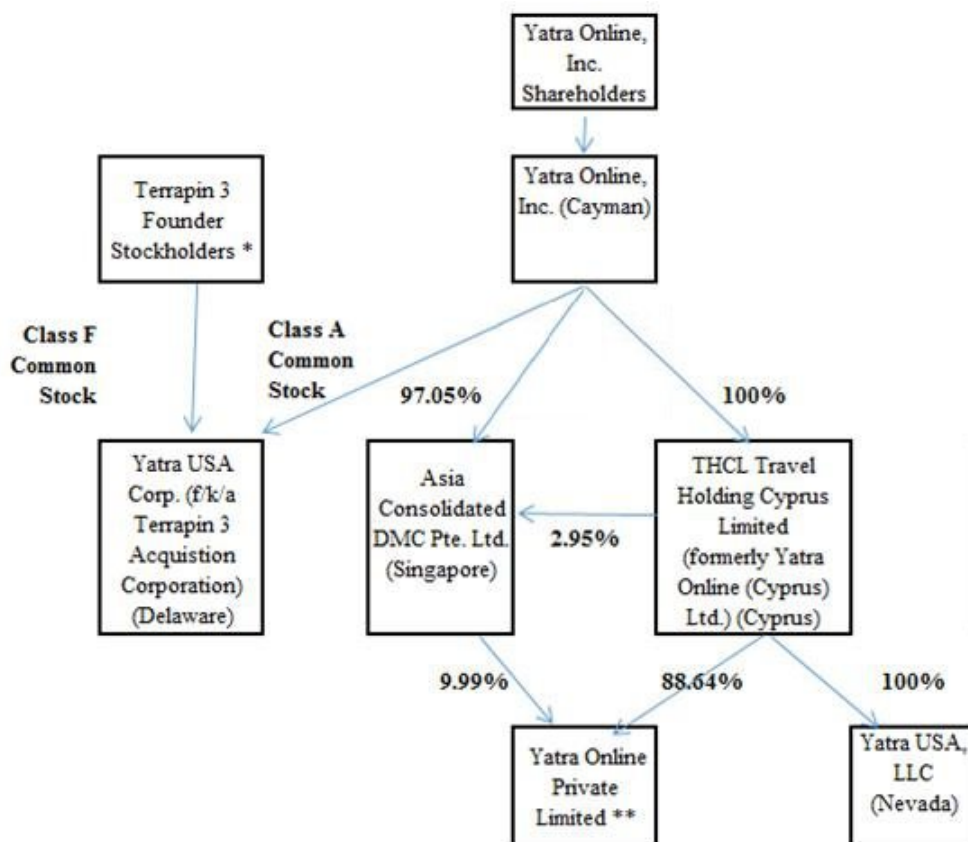 Yatra Online,
Inc.
Shareholders
Yatra Online,
Inc. (Cayman)
Terrapin 3
Founder
Stockholders *
Class F
Common
Stock
Class A
Common
Stock
97.05%
100%
Yatra USA
Corp. (f/k/a
Terrapin 3
Acquistion
Corporation)
(Delaware)
Asia
Consolidated
DMC Pte. Ltd.
(Singapore)
2.95%
THCL Travel
Holding Cyprus
Limited
(formerly Yatra
Online (Cyprus)
Ltd.) (Cyprus)
9.99%
88.64%
100%
Yatra Online
Private
Limited **
Yatra USA,
LLC
(Nevada)